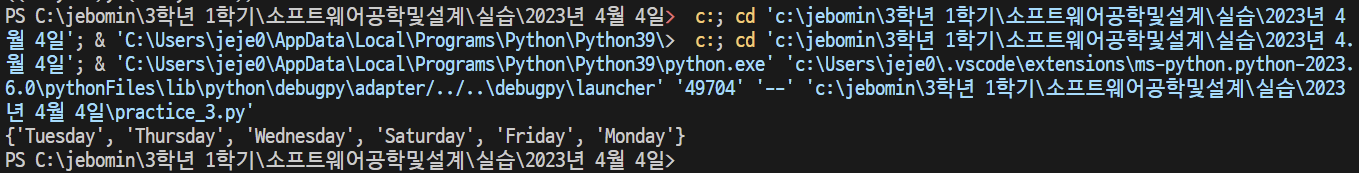 PS C:\jebomin\3학년 1학기\소프트웨어공학및설계\실습\2023년 4월 4일>  c:; cd 'c:\jebomin\3학년 1학기\소프트웨어공학및설계\실습\2023년 4
월 4일'; & 'C:\Users\jeje0\AppData\Local\Programs\Python\Python39\>  c:; cd 'c:\jebomin\3학년 1학기\소프트웨어공학및설계\실습\2023년 4.
월 4일'; & 'C:\Users\jeje0\AppData\Local\Programs\Python\Python39\python.exe' 'c:\Users\jeje0\.vscode\extensions\ms-python.python-2023.
6.0\pythonFiles\lib\python\debugpy\adapter/../..\debugpy\launcher' '49704' '--' 'c:\jebomin\3학년 1학기\소프트웨어공학및설계\실습\2023
년 4월 4일\practice_3.py'
{'Tuesday', 'Thursday', 'Wednesday', 'Saturday', 'Friday', 'Monday'}
PS C:\jebomin\3학년 1학기\소프트웨어공학및설계\실습\2023년 4월 4일>